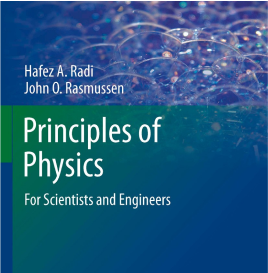 Hafez A. Radi
John O. Rasmussen
Principles of
Physics
For Scientists and Engineers